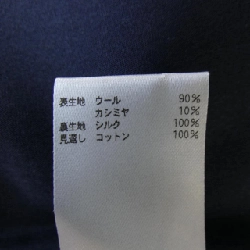 表生地 ウール 90%
カシミヤ 10%
裏生地 シルク 100%
見返し コットン 100%